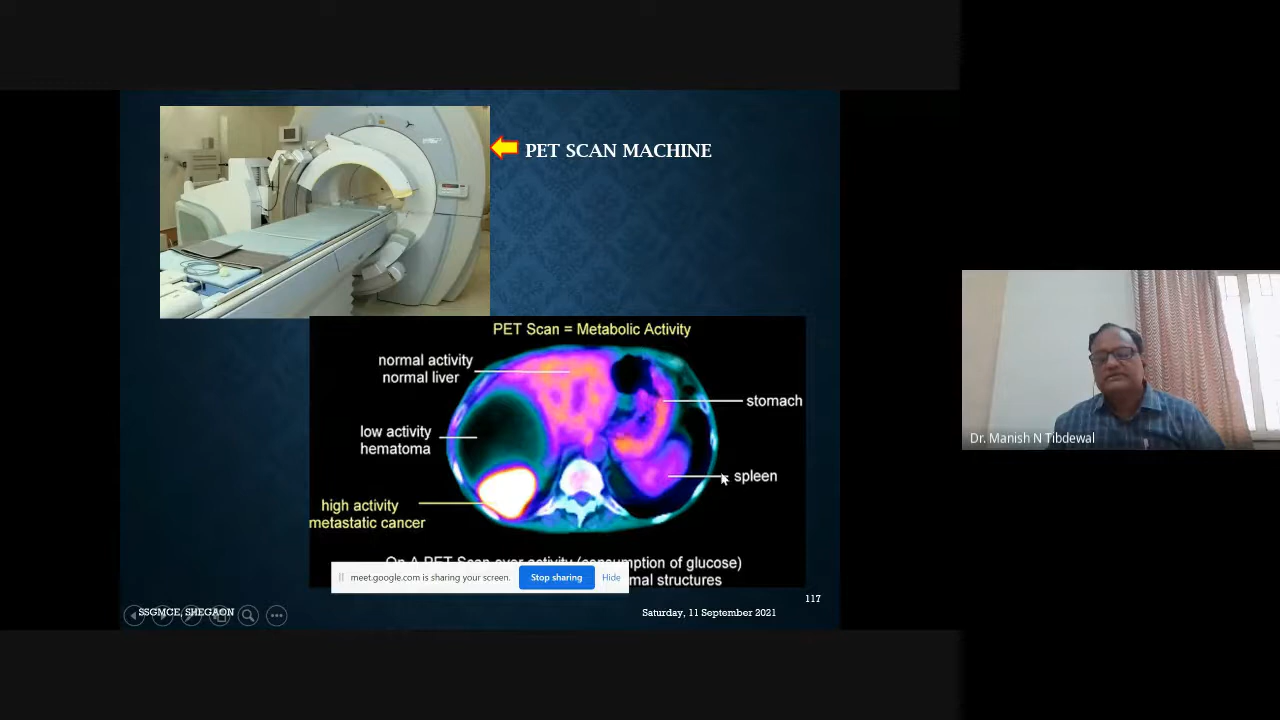 PET SCAN MACHINE
PET Scan = Metabolic Activity
normal activity
normal liver
stomach
low activity
hematoma
spleen
high activity
metastatic cancer
On A PET Scan over activity (consumption of glucose)
mal structures
meet.google.com is sharing your screen.
Stop sharing
Hide
117
SSGMCE, SHEGAON
Saturday, 11 September 2021
Dr. Manish N Tibdewal